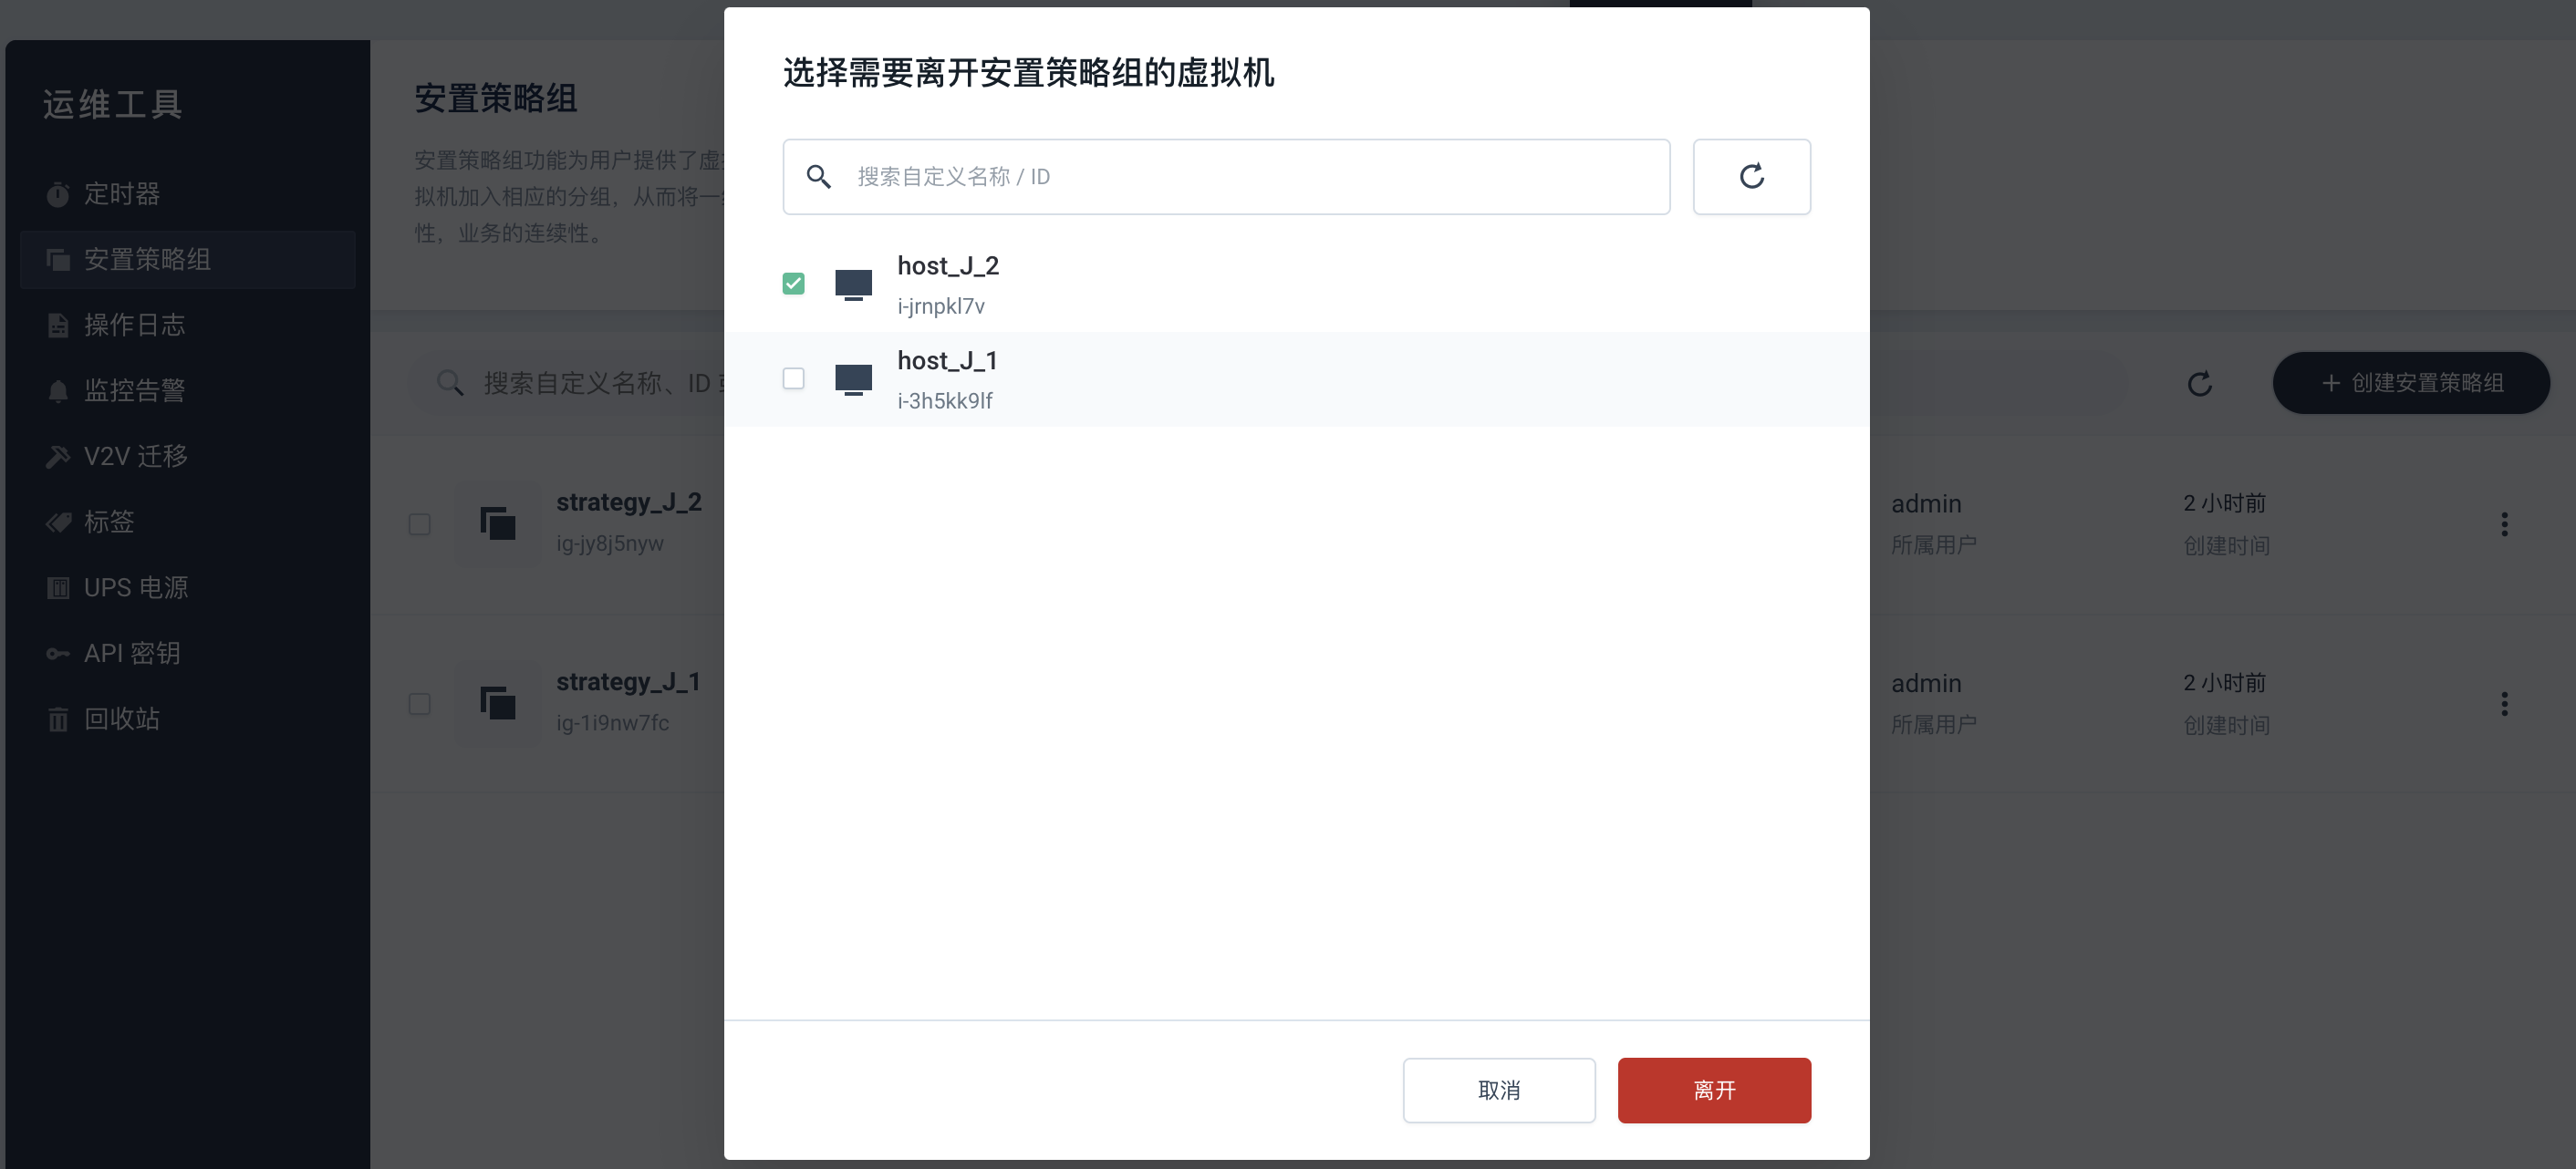 运维工具
定时器
安置策略组
操作日志
监控告警
V2V 迁移
标签
UPS 电源
API 密钥
回收站
安置策略组
安置策略组功能为用户提供了虚
拟机加入相应的分组，从而将一
性，业务的连续性。
搜索自定义名称、ID
创建安置策略组
strategy_J_2
ig-jy8j5nyw
admin
所属用户
2 小时前
创建时间
strategy_J_1
ig-1i9nw7fc
admin
所属用户
2 小时前
创建时间
选择需要离开安置策略组的虚拟机
搜索自定义名称 / ID
host_J_2
i-jrnpkl7v
host_J_1
i-3h5kk9lf
取消
离开